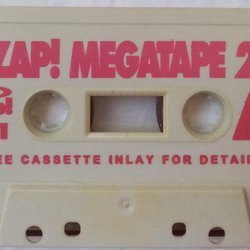 ZAP! MEGATAPE 2
EE CASSETTE INLAY FOR DETAIL